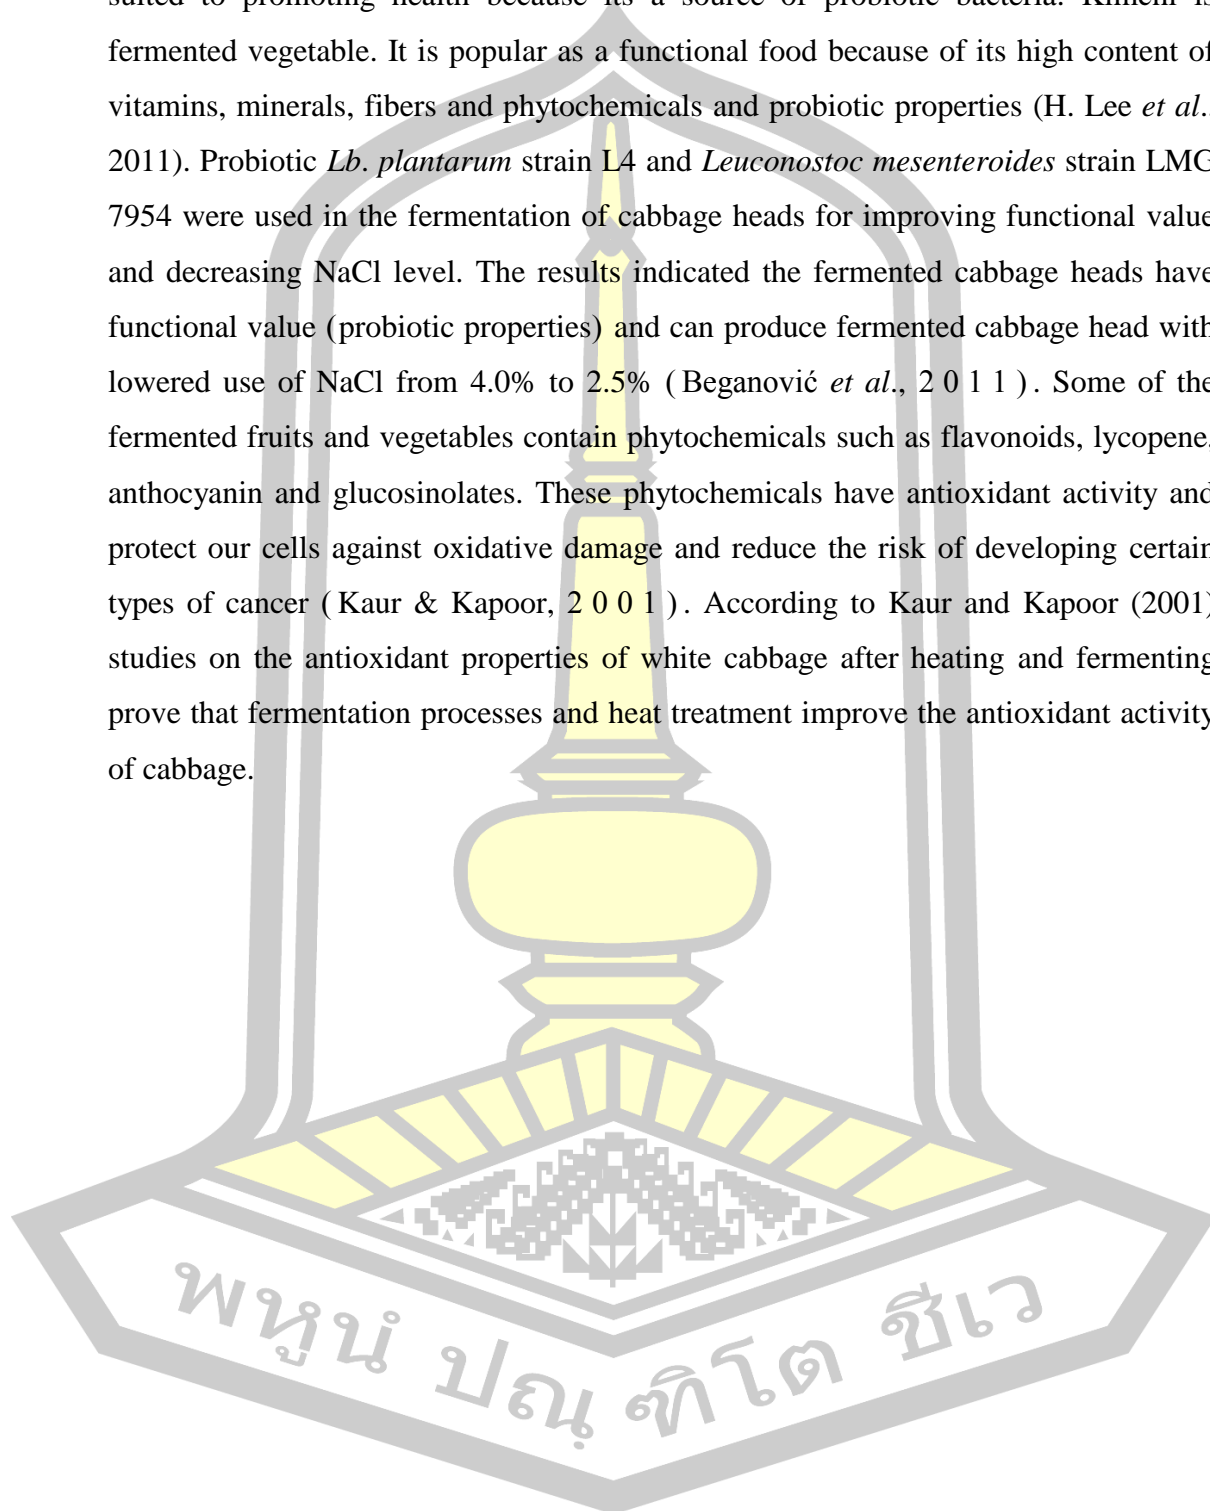 suited to promoting health because its a source of probiotic bacteria. Kimchi is
fermented vegetable. It is popular as a functional food because of its high content of
vitamins, minerals, fibers and phytochemicals and probiotic properties (H. Lee et al.,
2011). Probiotic Lb. plantarum strain L4 and Leuconostoc mesenteroides strain LMG
7954 were used in the fermentation of cabbage heads for improving functional value
and decreasing NaCl level. The results indicated the fermented cabbage heads have
functional value (probiotic properties) and can produce fermented cabbage head with
lowered use of NaCl from 4.0% to 2.5% (Beganović et al., 2011). Some of the
fermented fruits and vegetables contain phytochemicals such as flavonoids, lycopene,
anthocyanin and glucosinolates. These phytochemicals have antioxidant activity and
protect our cells against oxidative damage and reduce the risk of developing certain
types of cancer (Kaur & Kapoor, 2001). According to Kaur and Kapoor (2001)
studies on the antioxidant properties of white cabbage after heating and fermenting
prove that fermentation processes and heat treatment improve the antioxidant activity
of cabbage.
พหูนํ ปณฺฑิโต ชีเว